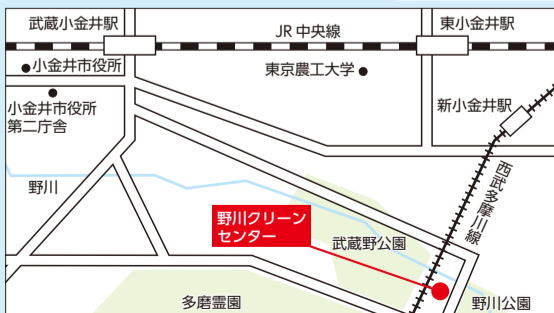 武蔵小金井駅
JR中央線
東小金井駅
小金井市役所
東京農工大学
小金井市役所
第二庁舎
新小金井駅
野川
野川クリーン
センター
武蔵野公園
西武多摩川線
多磨霊園
野川公園